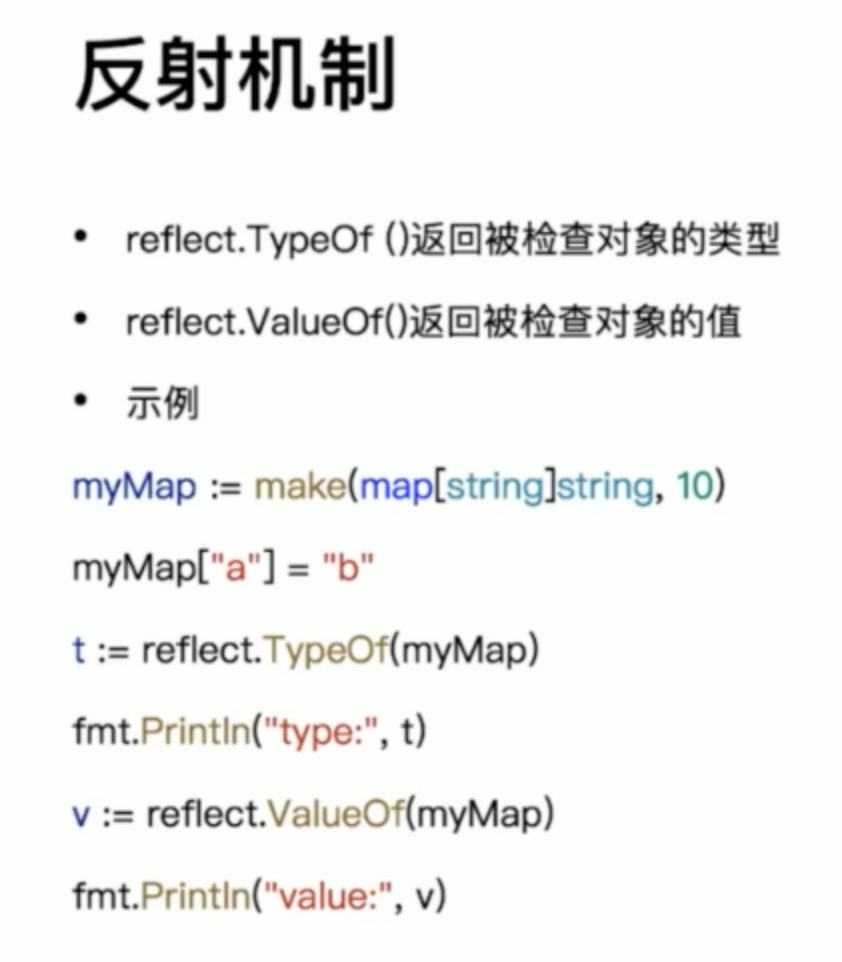 反射机制
• reflect.TypeOf ()返回被检查对象的类型
• reflect.ValueOf()返回被检查对象的值
• 示例
myMap := make(map[string]string, 10)
myMap["a"] = "b"
t := reflect.TypeOf(myMap)
fmt.Println("type:", t)
v := reflect.ValueOf(myMap)
fmt.Println("value:", v)